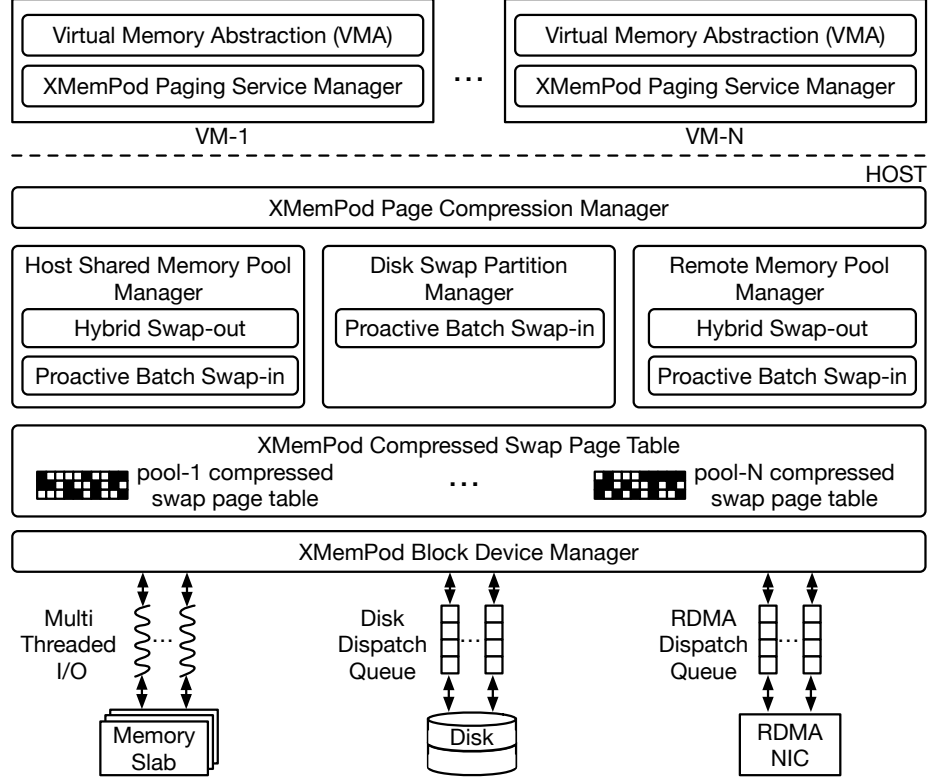 Virtual Memory Abstraction (VMA)
XMemPod Paging Service Manager
VM-1
...
Virtual Memory Abstraction (VMA)
XMemPod Paging Service Manager
VM-N
HOST
XMemPod Page Compression Manager
Host Shared Memory Pool
Manager
Hybrid Swap-out
Proactive Batch Swap-in
Disk Swap Partition
Manager
Proactive Batch Swap-in
Remote Memory Pool
Manager
Hybrid Swap-out
Proactive Batch Swap-in
XMemPod Compressed Swap Page Table
pool-1 compressed
swap page table
...
pool-N compressed
swap page table
XMemPod Block Device Manager
Multi
Threaded
I/O
...
Memory
Slab
Disk
Dispatch
Queue
...
Disk
RDMA
Dispatch
Queue
...
RDMA
NIC